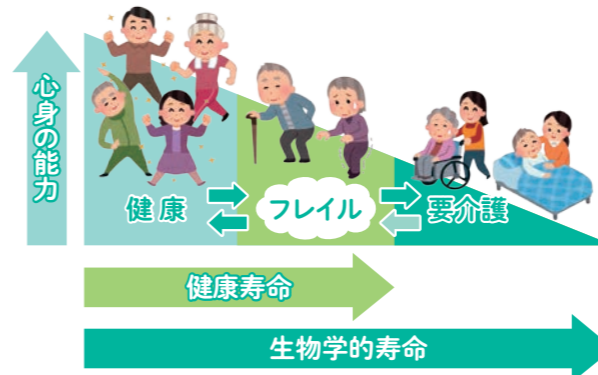 心身の能力
健康
フレイル
要介護
健康寿命
生物学的寿命